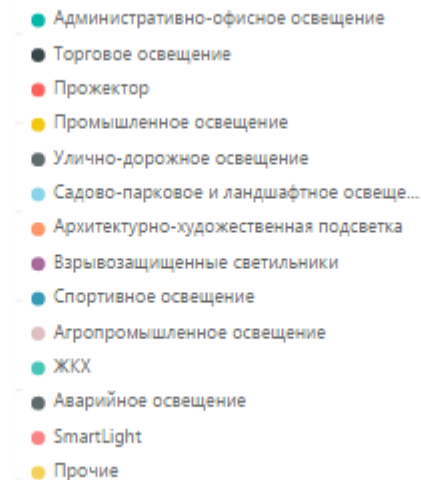 Административно-офисное освещение
Торговое освещение
Прожектор
Промышленное освещение
Улично-дорожное освещение
Садово-парковое и ландшафтное освеще...
Архитектурно-художественная подсветка
Взрывозащищенные светильники
Спортивное освещение
Агропромышленное освещение
ЖКХ
Аварийное освещение
SmartLight
Прочие